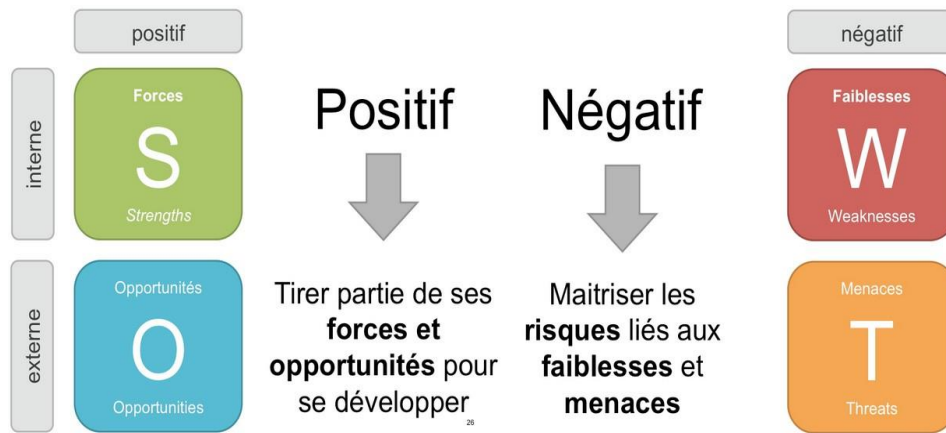 positif
négatif
interne
Forces
S
Strengths
Positif
Négatif
Faiblesses
W
Weaknesses
externe
Opportunités
O
Opportunities
Tirer partie de ses
forces et
opportunités pour
se développer
Maitriser les
risques liés aux
faiblesses et
menaces
Menaces
T
Threats
26